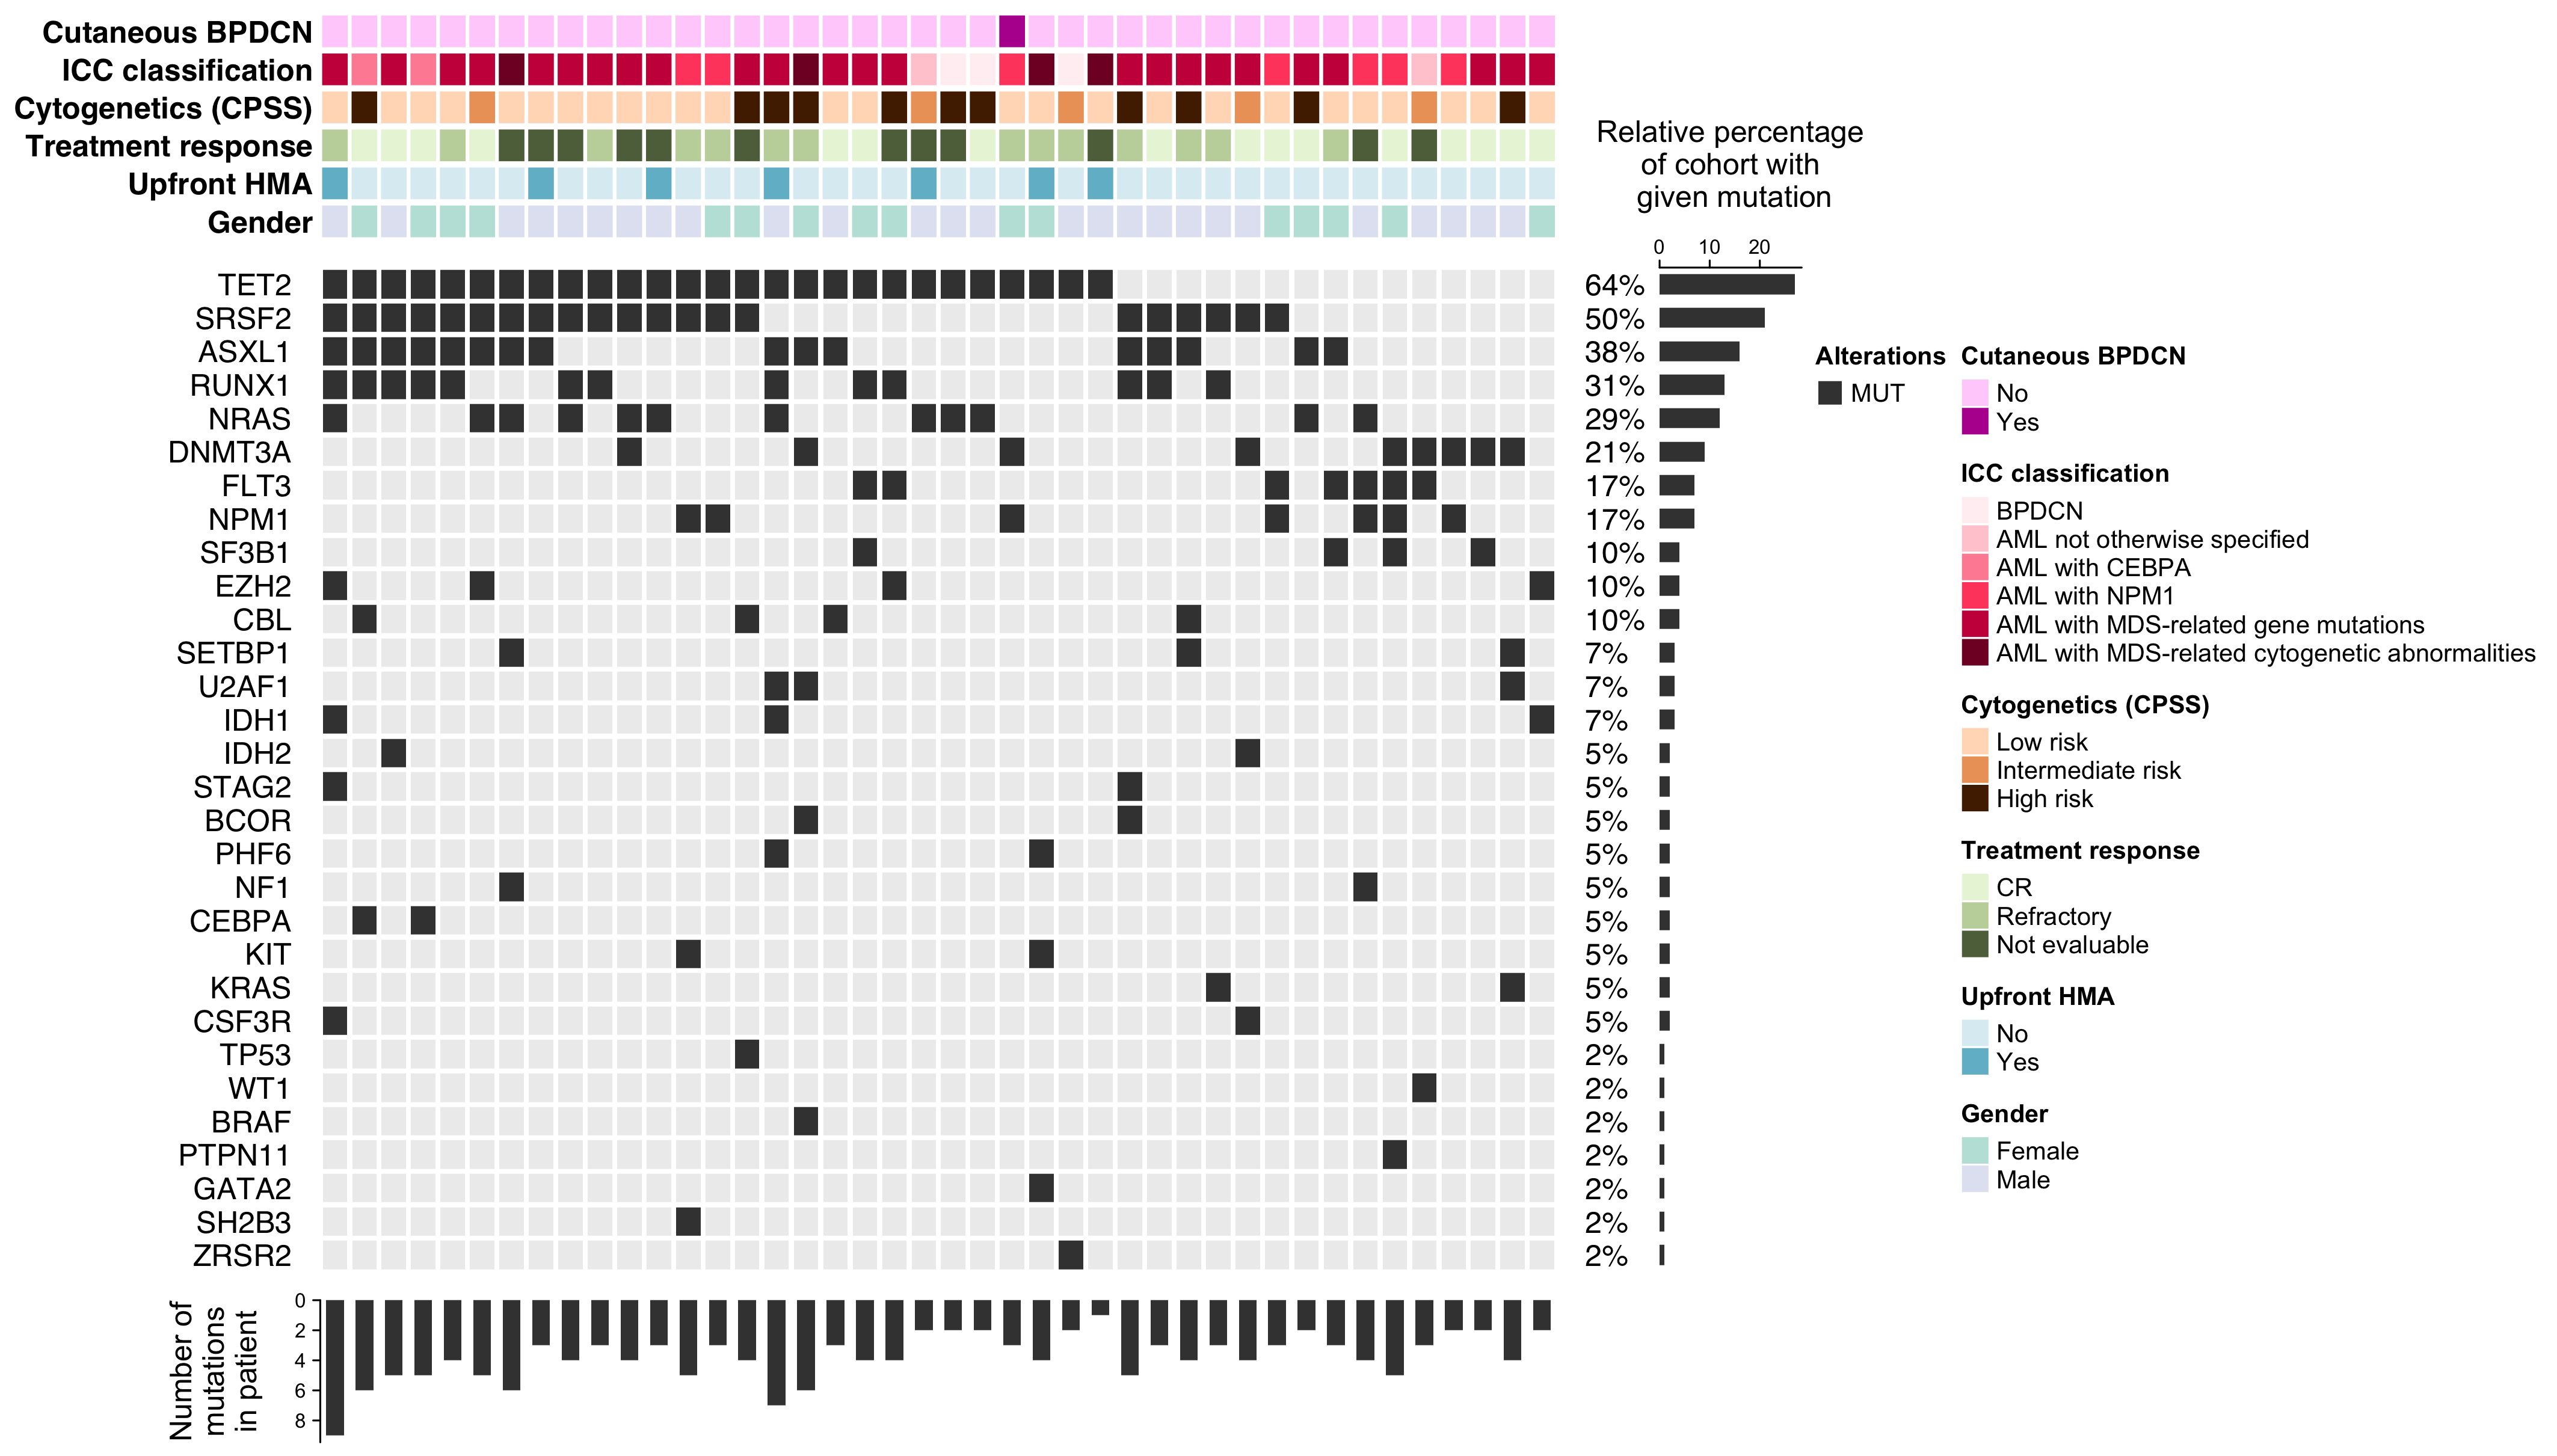 Cutaneous BPDCN
ICC classification
Cytogenetics (CPSS)
Treatment response
Upfront HMA
Gender
Relative percentage
of cohort with
given mutation
0 10 20
TET2 64%
SRSF2 50%
ASXL1 38%
RUNX1 31%
NRAS 29%
DNMT3A 21%
FLT3 17%
NPM1 17%
SF3B1 10%
EZH2 10%
CBL 10%
SETBP1 7%
U2AF1 7%
IDH1 7%
IDH2 5%
STAG2 5%
BCOR 5%
PHF6 5%
NF1 5%
CEBPA 5%
KIT 5%
KRAS 5%
CSF3R 5%
TP53 2%
WT1 2%
BRAF 2%
PTPN11 2%
GATA2 2%
SH2B3 2%
ZRSR2 2%
Number of
mutations
in patient
0
2
4
6
8
Alterations
MUT
Cutaneous BPDCN
No
Yes
ICC classification
BPDCN
AML not otherwise specified
AML with CEBPA
AML with NPM1
AML with MDS-related gene mutations
AML with MDS-related cytogenetic abnormalities
Cytogenetics (CPSS)
Low risk
Intermediate risk
High risk
Treatment response
CR
Refractory
Not evaluable
Upfront HMA
No
Yes
Gender
Female
Male